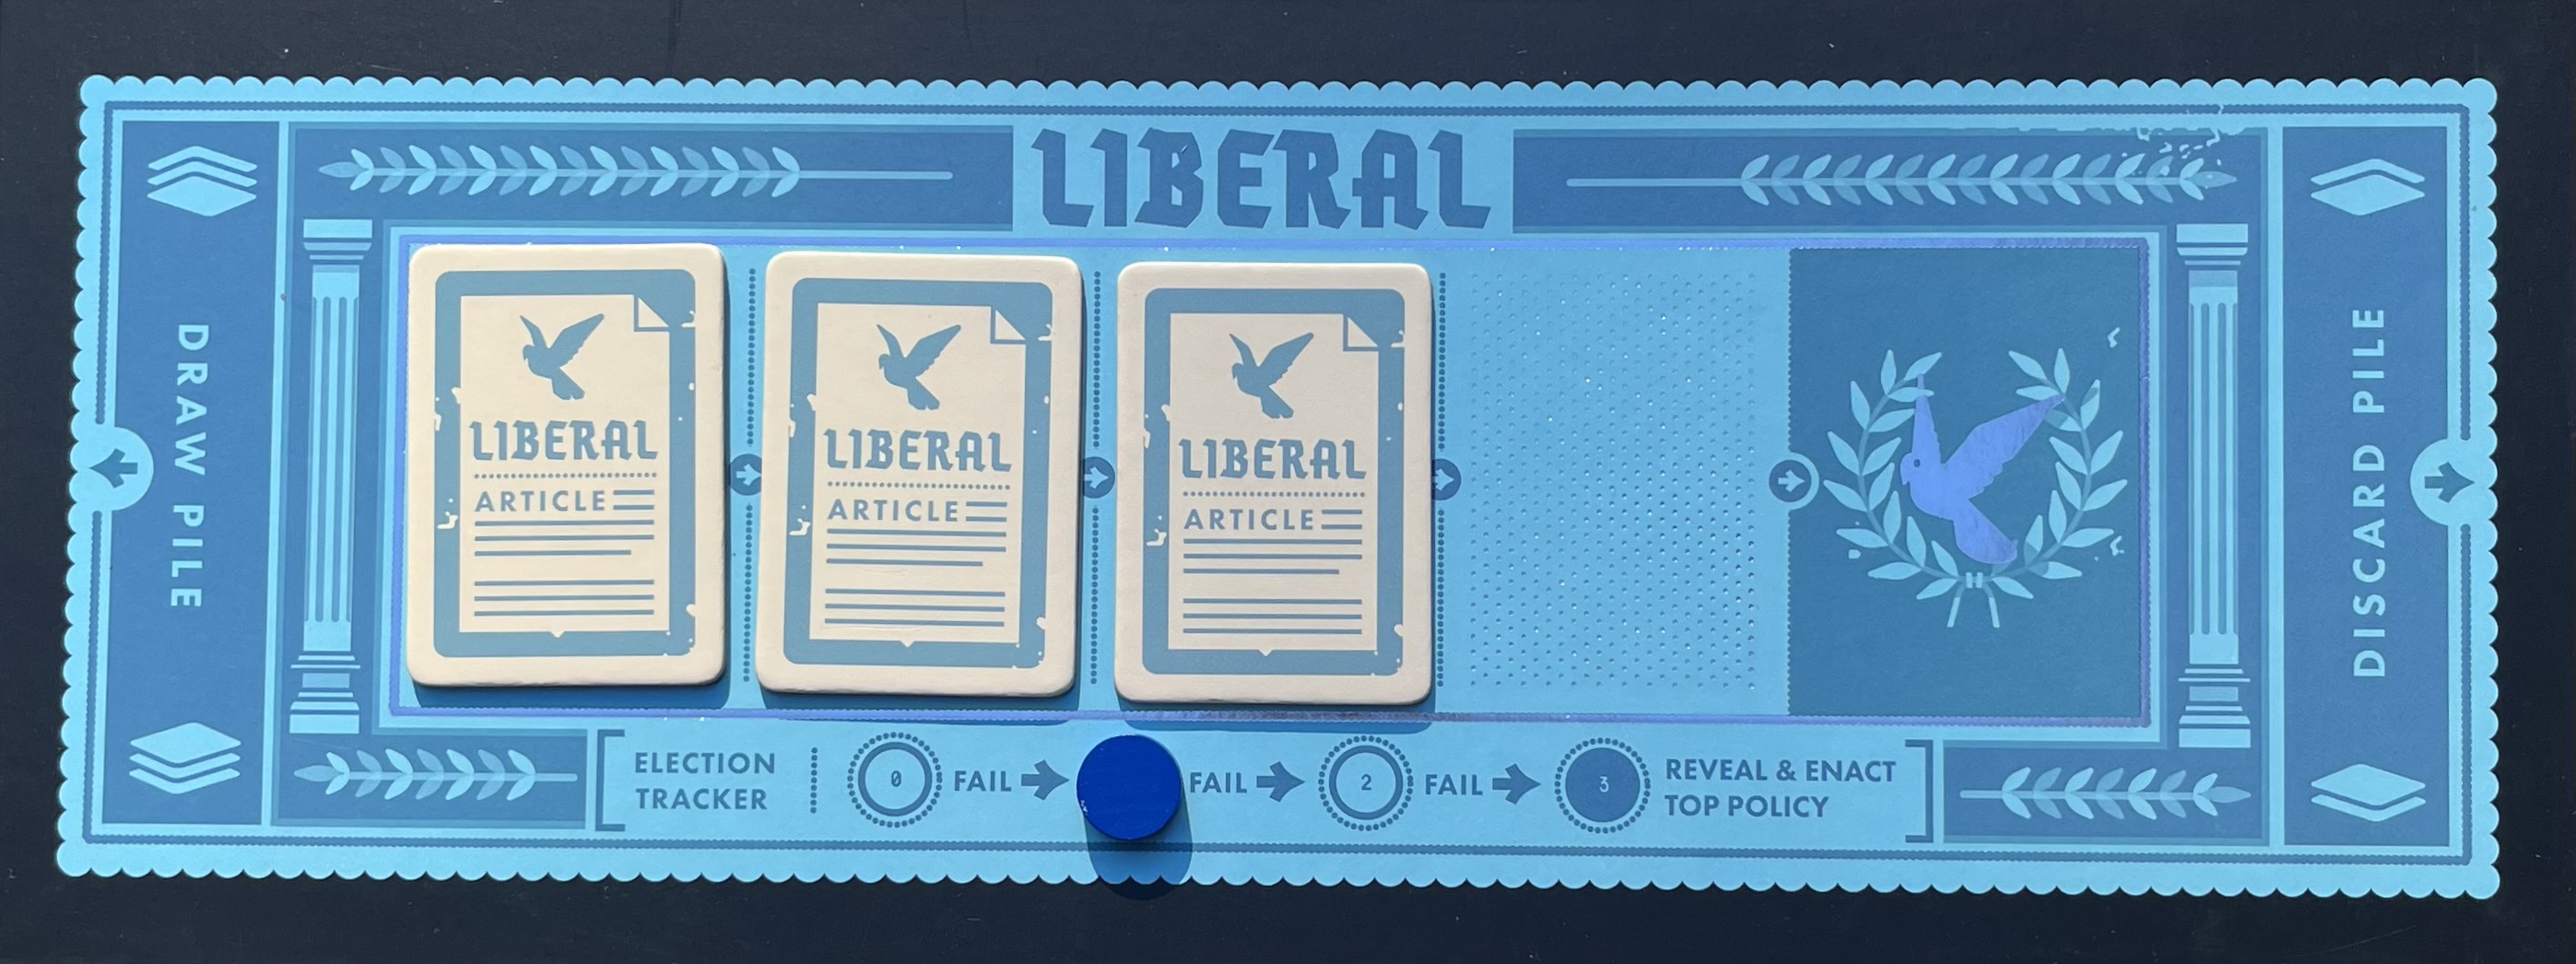 LIBERAL
DRAW PILE
LIBERAL
ARTICLE
LIBERAL
ARTICLE
LIBERAL
ARTICLE
DISCARD PILE
ELECTION
TRACKER
0 FAIL FAIL 2 FAIL 3 REVEAL & ENACT
TOP POLICY